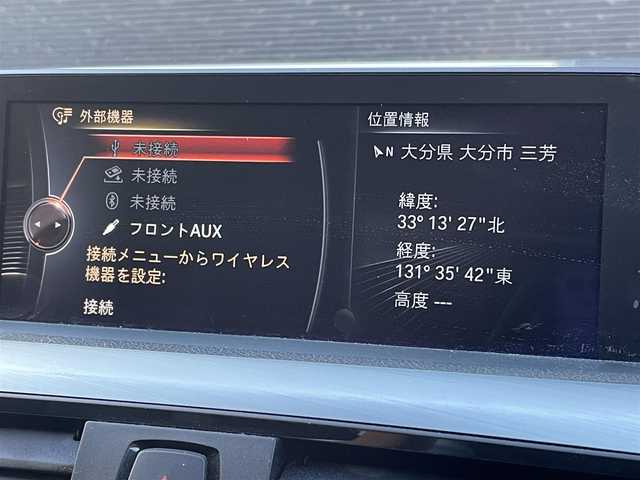 外部機器
未接続
未接続
未接続
フロントAUX
接続メニューからワイヤレス
機器を設定:
接続
位置情報
N 大分県 大分市 三芳
緯度:
33° 13' 27"北
経度:
131° 35' 42"東
高度 ---